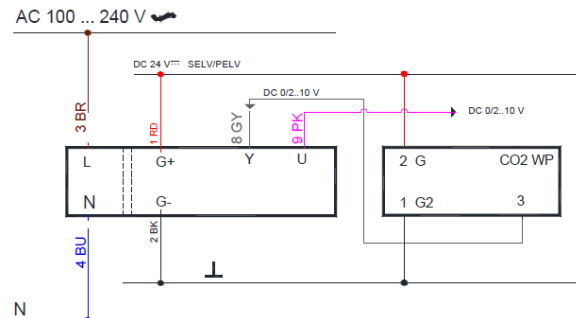 AC 100 ... 240 V
DC 24 V SELV/PELV
DC 0/2..10 V
DC 0/2..10 V
3 BR
1 RD
8 GY
9 PK
L
G+
Y
U
2 G
CO2 WP
N
G-
1 G2
3
4 BU
2 BK
N